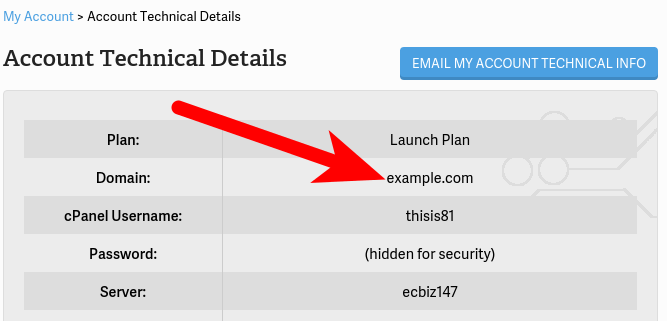 My Account > Account Technical Details
Account Technical Details
EMAIL MY ACCOUNT TECHNICAL INFO
Plan: Launch Plan
Domain: example.com
cPanel Username: thisis81
Password: (hidden for security)
Server: ecbiz147